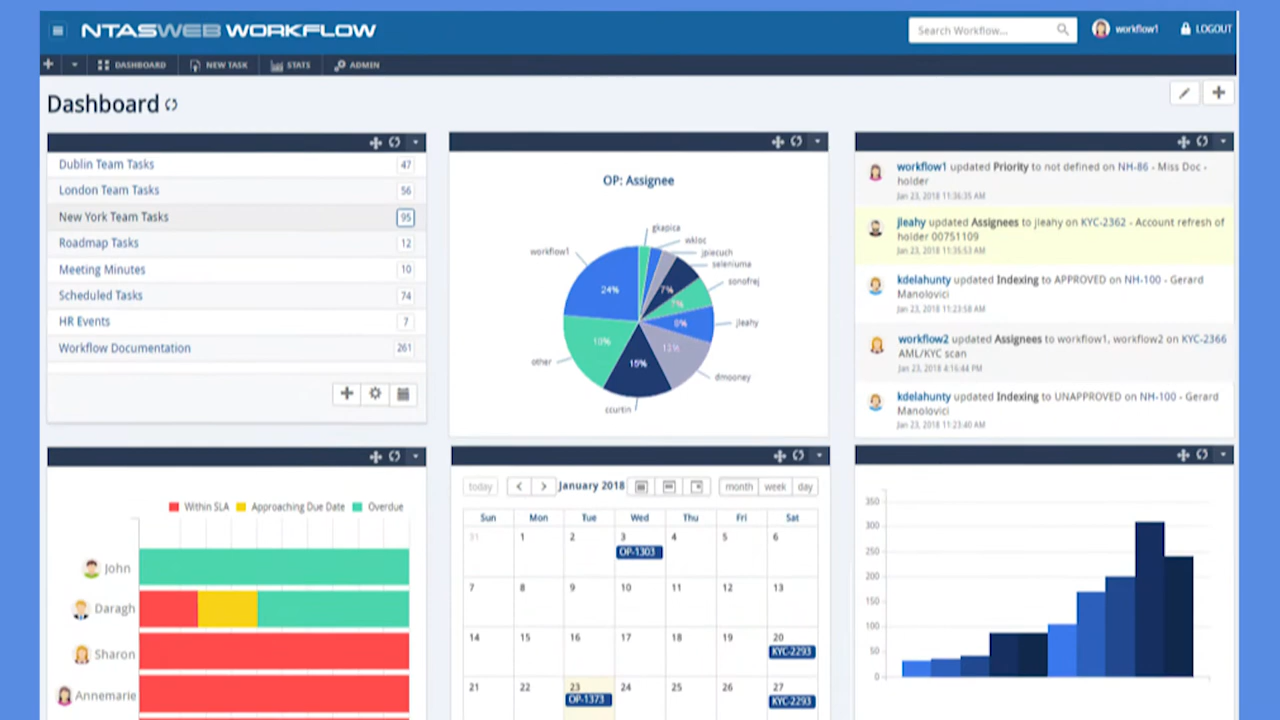 NTASWEB WORKFLOW
Search Workflow...
workflow1
LOGOUT
DASHBOARD
NEW TASK
STATS
ADMIN
Dashboard
Dublin Team Tasks 47
London Team Tasks 56
New York Team Tasks 95
Roadmap Tasks 12
Meeting Minutes 10
Scheduled Tasks 74
HR Events 7
Workflow Documentation 261
OP: Assignee
gkapica
wkloc
jpiecuch
seleniuma
sonofrej
jleahy
dmooney
ccurtin
other
workflow1
24%
7%
7%
8%
15%
workflow1 updated Priority to not defined on NH-86 - Miss Doc -
holder
Jan 23, 2018 11:36:35 AM
jleahy updated Assignees to jleahy on KYC-2362 - Account refresh of
holder 00751109
Jan 23, 2018 11:35:53 AM
kdelahunty updated Indexing to APPROVED on NH-100 - Gerard
Manolovici
Jan 23, 2018 11:23:58 AM
workflow2 updated Assignees to workflow1, workflow2 on KYC-2366
AML/KYC scan
Jan 23, 2018 4:16:44 PM
kdelahunty updated Indexing to UNAPPROVED on NH-100 - Gerard
Manolovici
Jan 23, 2018 11:23:40 AM
Within SLA Approaching Due Date Overdue
John
Daragh
Sharon
Annemarie
today January 2018 month week day
Sun Mon Tue Wed Thu Fri Sat
31 1 2 3 4 5 6
OP-1303
7 8 9 10 11 12 13
14 15 16 17 18 19 20
KYC-2293
21 22 23 24 25 26 27
OP-1373 KYC-2293
350
300
250
200
150
100
50
0